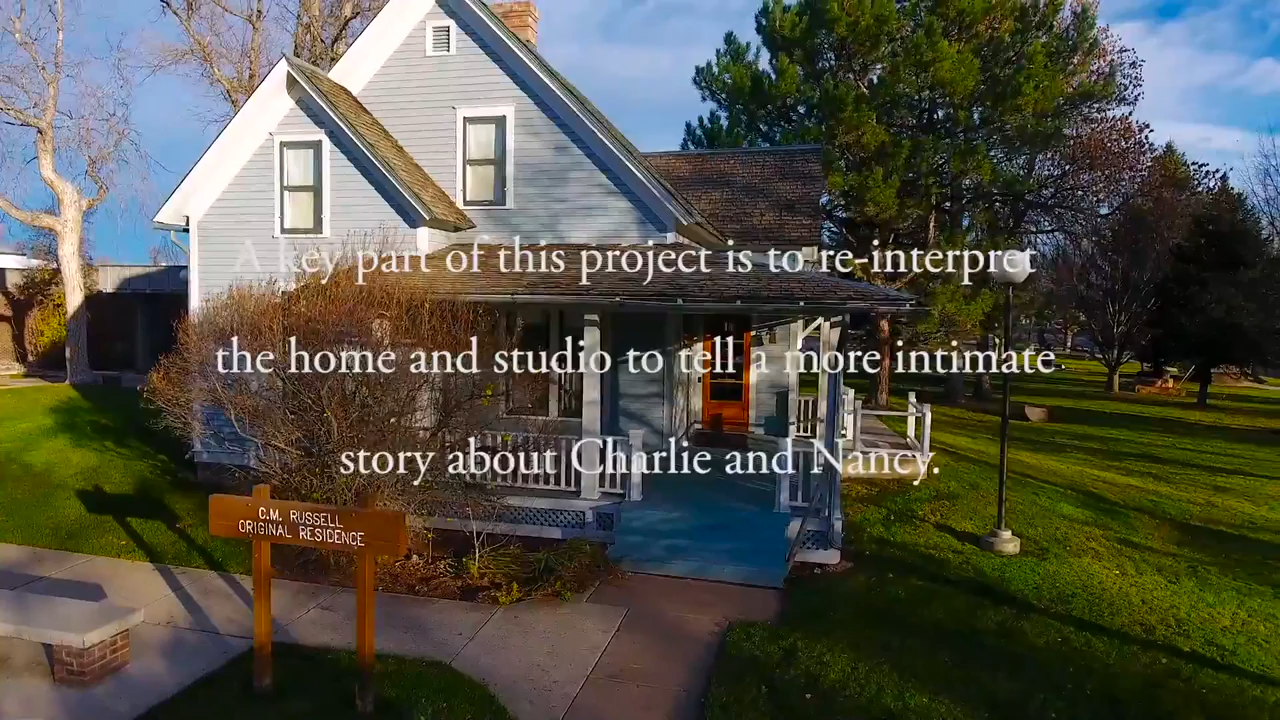 A key part of this project is to re-interpret
the home and studio to tell a more intimate
story about Charlie and Nancy.
C.M. RUSSELL
ORIGINAL RESIDENCE